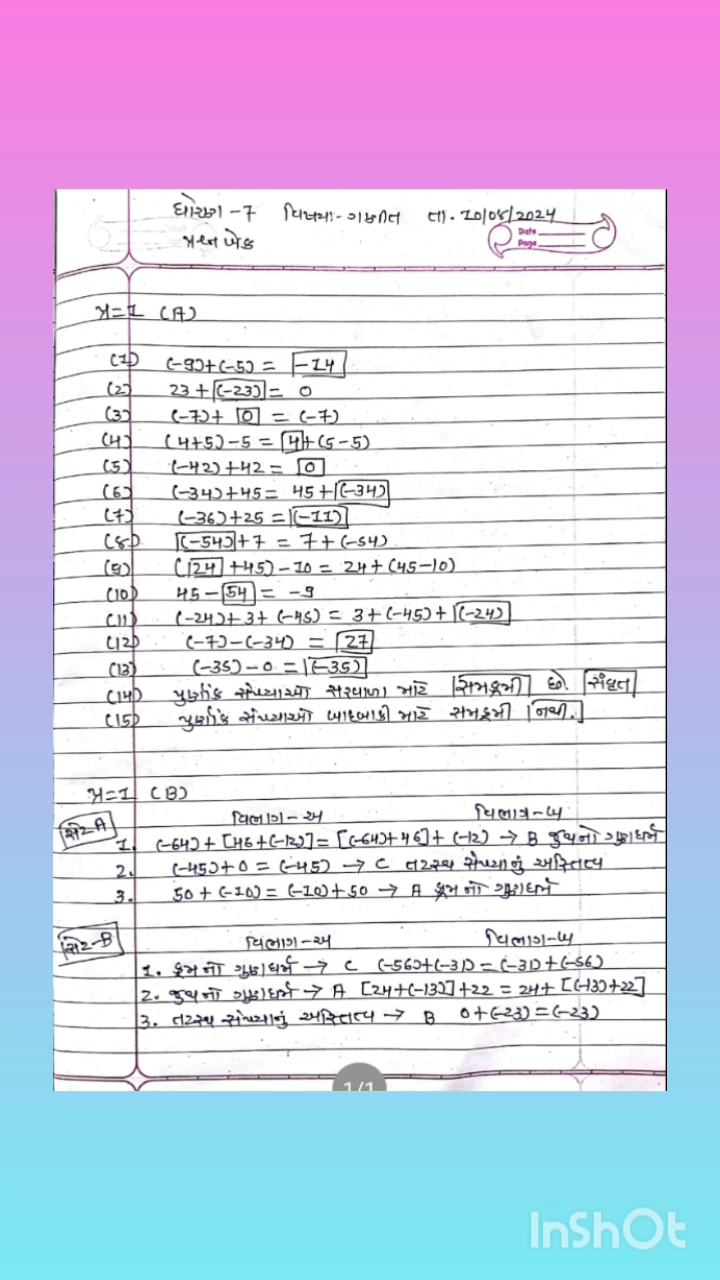 ધોરણ-7 વિષય:-ગણીત તા. 10/08/2024
પ્રશ્ન બેંક
Date
Page
પ્ર=1 (A)
(1) (-9)+(-5) = -14
(2) 23 + (-23) = 0
(3) (-7)+ 0 = (-7)
(4) (4+5)-5 = 4+(5-5)
(5) (-42)+42 = 0
(6) (-34)+45 = 45+(-34)
(7) (-36)+25 = (-11)
(8) (-54)+7 = 7+(-54)
(9) (24 +45)-10 = 24+(45-10)
(10) 45-54 = -9
(11) (-24)+3+(-45) = 3+(-45)+(-24)
(12) (-7)-(-34) = 27
(13) (-35)-0 = (-35)
(14) પુર્ણાંક સંખ્યાઓ સરવાળા માટે સમક્રમી છે. સંવૃત
(15) પુર્ણાંક સંખ્યાઓ બાદબાકી માટે સમક્રમી નથી.
પ્ર=1 (B)
સેટ-A વિભાગ-અ વિભાગ-બ
1. (-64)+[46+(-12)] = [(-64)+46]+(-12) → B જુથનો ગુણધર્મ
2. (-45)+0 = (-45) → C તટસ્થ સંખ્યાનું અસ્તિત્વ
3. 50+(-10) = (-10)+50 → A ક્રમનો ગુણધર્મ
સેટ-B વિભાગ-અ વિભાગ-બ
1. ક્રમનો ગુણધર્મ → C (-56)+(-31) = (-31)+(-56)
2. જુથનો ગુણધર્મ → A [24+(-13)]+22 = 24+[(-13)+22]
3. તટસ્થ સંખ્યાનું અસ્તિત્વ → B 0+(-23) = (-23)
1/1
InShOt